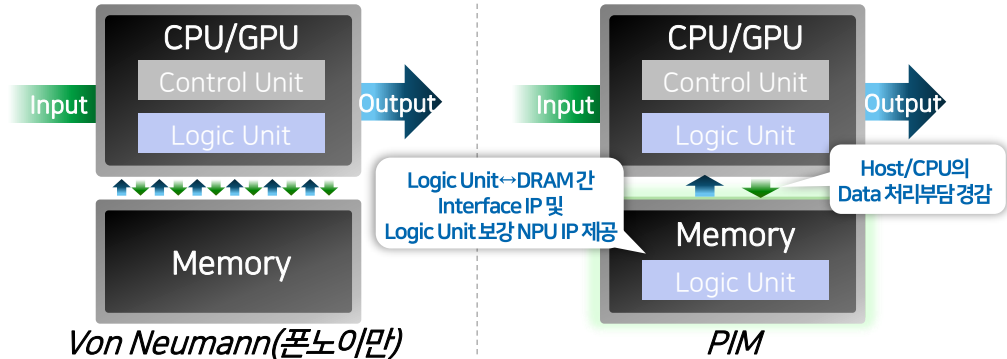 CPU/GPU
Control Unit
Logic Unit
Input
Output
Memory
Von Neumann(폰노이만)
CPU/GPU
Control Unit
Logic Unit
Input
Output
Logic Unit↔DRAM 간
Interface IP 및
Logic Unit 보강 NPU IP 제공
Host/CPU의
Data 처리부담 경감
Memory
Logic Unit
PIM